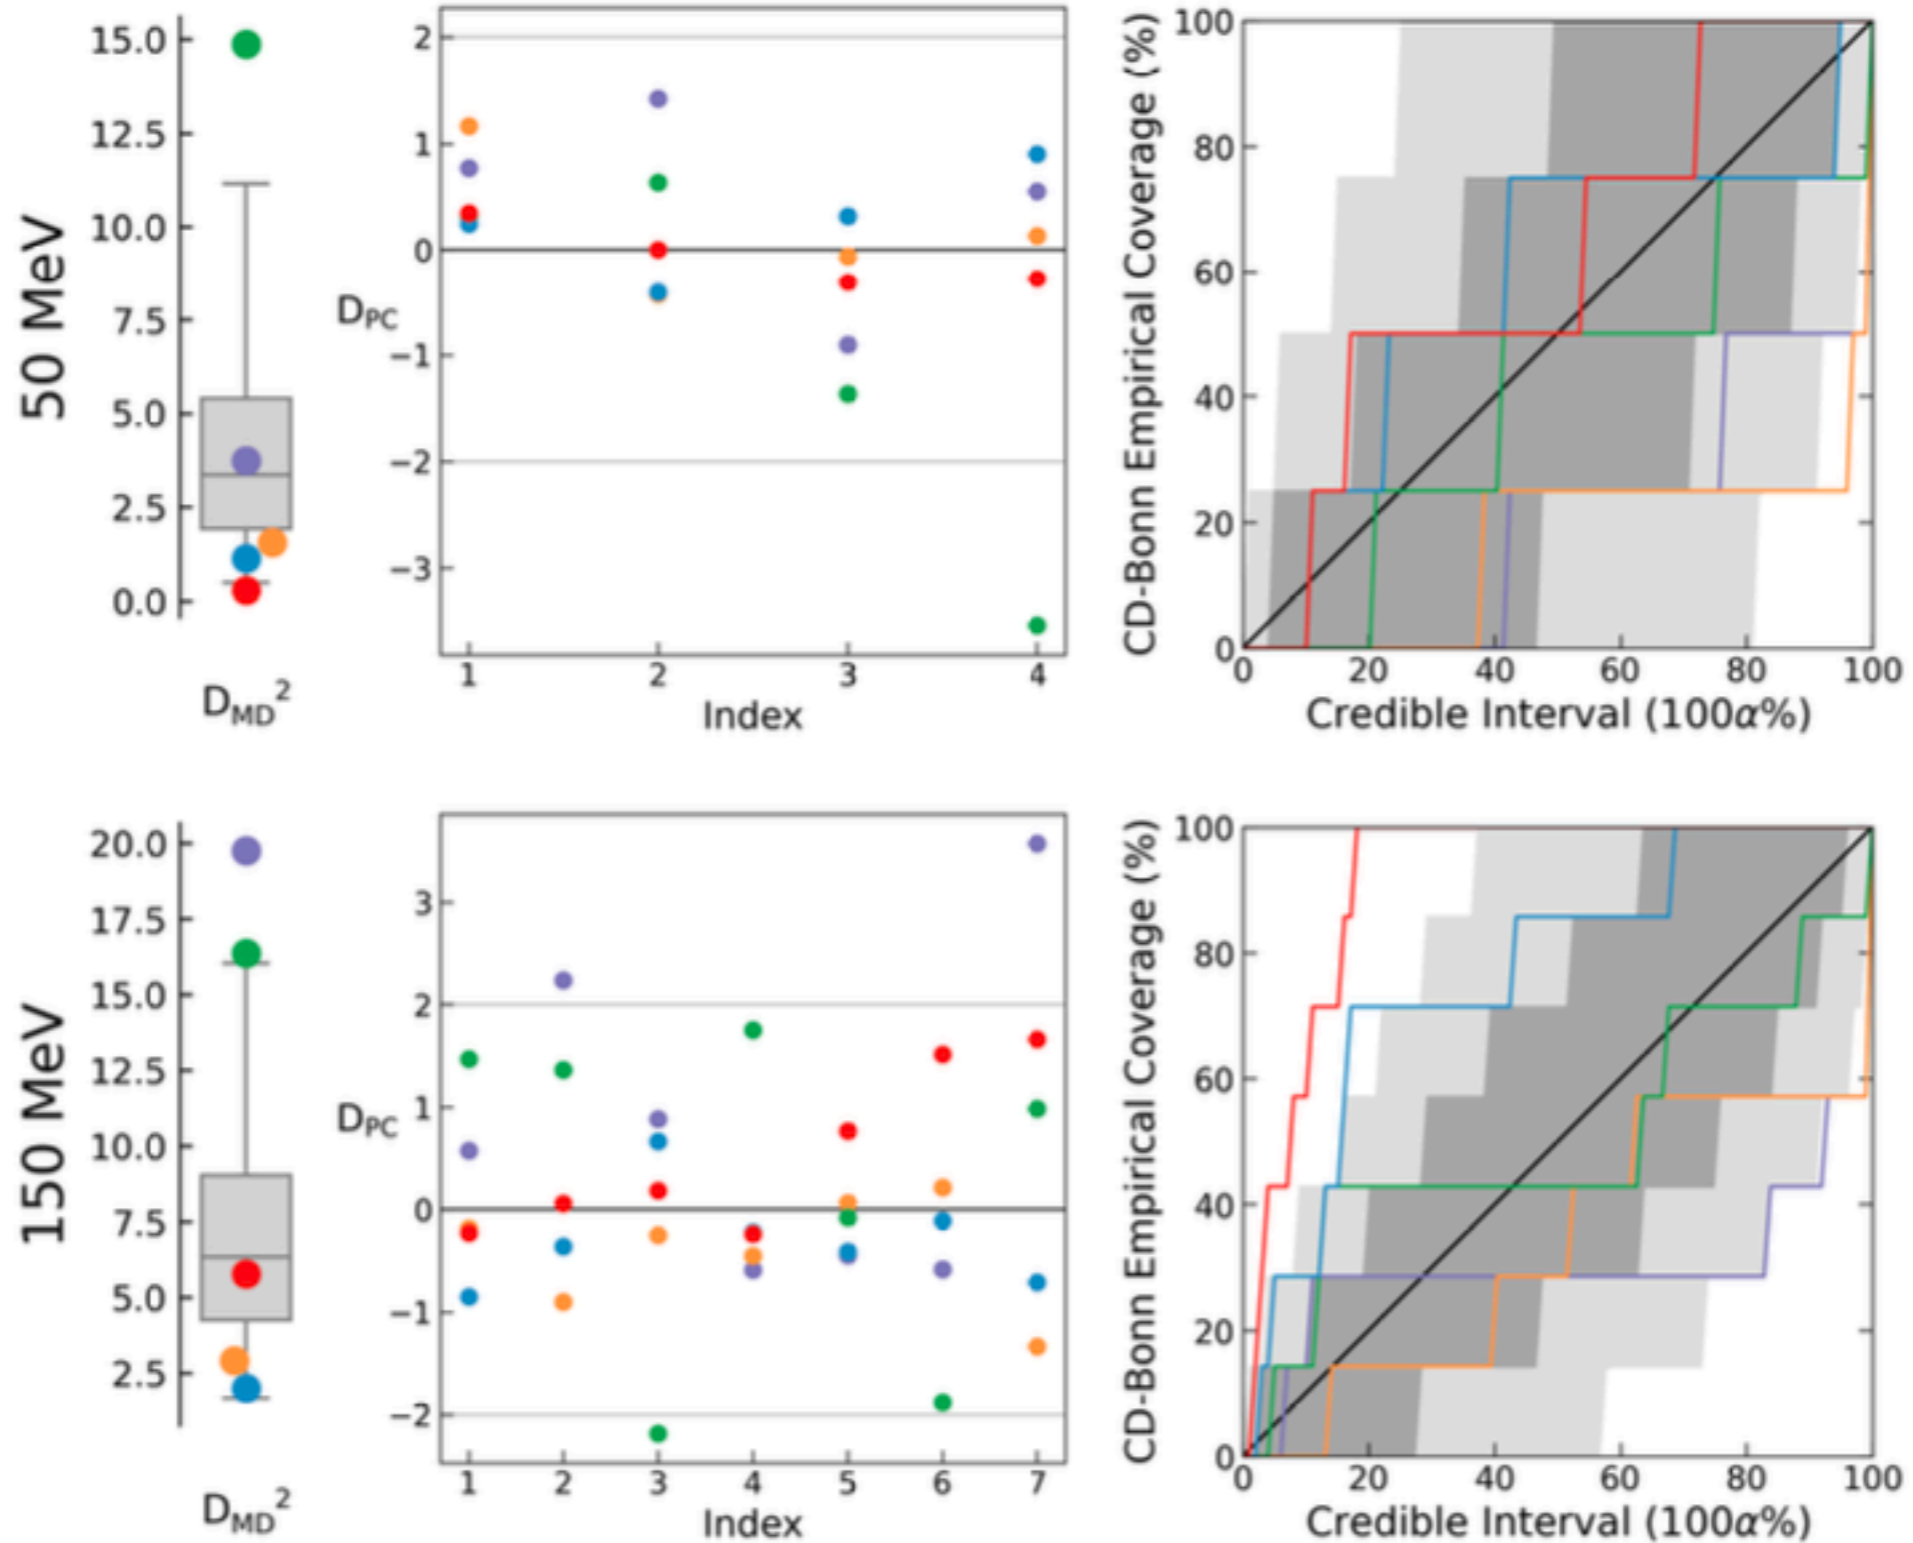 50 MeV
15.0
12.5
10.0
7.5
5.0
2.5
0.0
D_MD²
D_PC
2
1
0
−1
−2
−3
1 2 3 4
Index
CD-Bonn Empirical Coverage (%)
100
80
60
40
20
0
0 20 40 60 80 100
Credible Interval (100α%)
150 MeV
20.0
17.5
15.0
12.5
10.0
7.5
5.0
2.5
D_MD²
D_PC
3
2
1
0
−1
−2
1 2 3 4 5 6 7
Index
CD-Bonn Empirical Coverage (%)
100
80
60
40
20
0
0 20 40 60 80 100
Credible Interval (100α%)